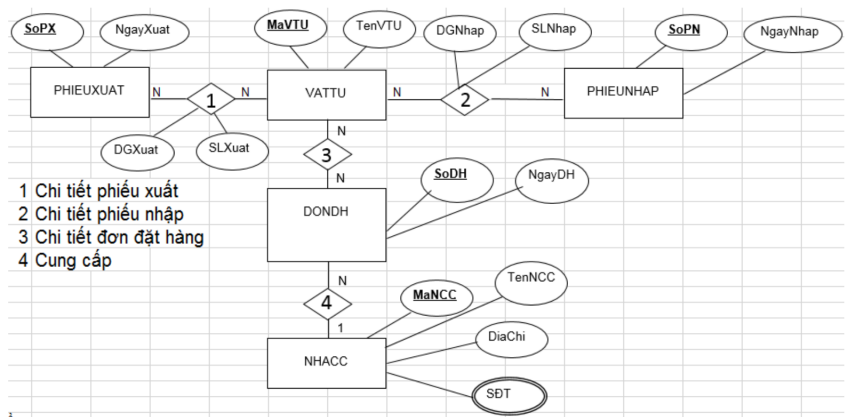 SoPX
NgayXuat
MaVTU
TenVTU
DGNhap
SLNhap
SoPN
NgayNhap
PHIEUXUAT
N
1
N
VATTU
N
2
N
PHIEUNHAP
DGXuat
SLXuat
N
3
N
SoDH
NgayDH
DONDH
1 Chi tiết phiếu xuất
2 Chi tiết phiếu nhập
3 Chi tiết đơn đặt hàng
4 Cung cấp
N
4
1
MaNCC
TenNCC
DiaChi
NHACC
SĐT
1